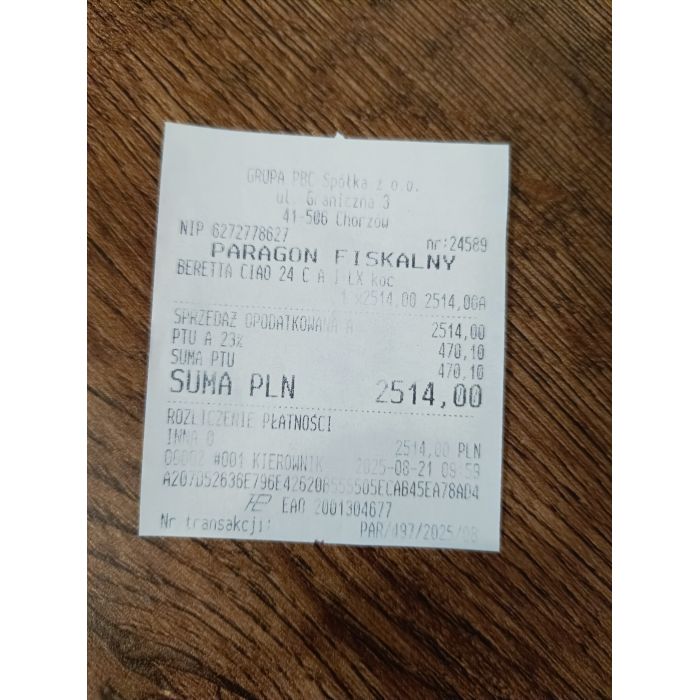 GRUPA PBC Spółka z o.o.
ul. Graniczna 3
41-506 Chorzów
NIP 6272778627 nr:24589
PARAGON FISKALNY
BERETTA CIAO 24 C A I ŁX koc
1 x2514,00 2514,00A
SPRZEDAŻ OPODATKOWANA A 2514,00
PTU A 23% 470,10
SUMA PTU 470,10
SUMA PLN 2514,00
ROZLICZENIE PŁATNOŚCI
INNA 0 2514,00 PLN
#001 KIEROWNIK 2025-08-21
EAN 2001304677
Nr transakcji: PAR/497/2025/08